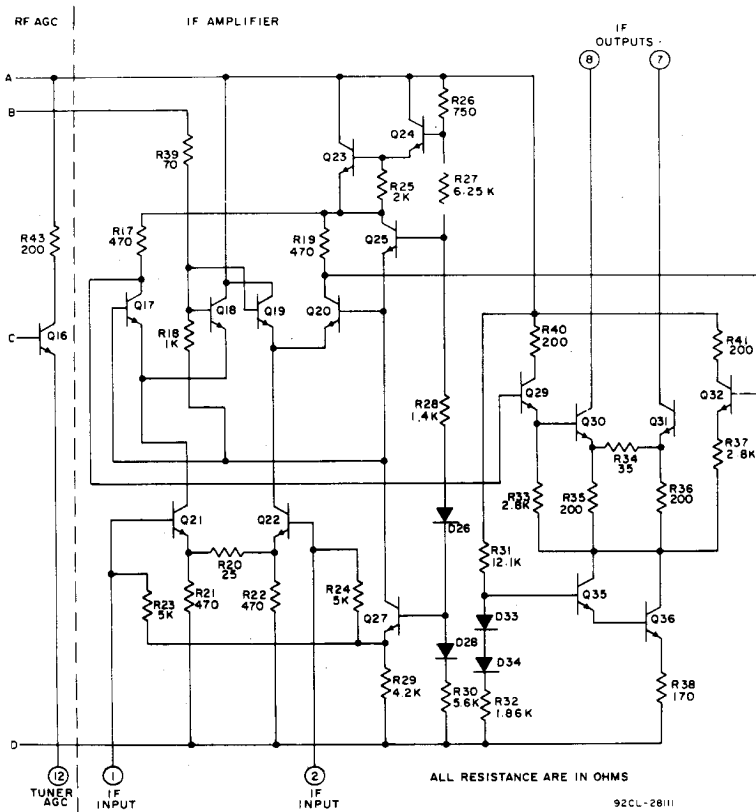 RF AGC
IF AMPLIFIER
IF
OUTPUTS
8
7
A
B
R26
750
Q24
Q23
R39
70
R25
2K
R27
6.25K
R43
200
R17
470
R19
470
Q25
Q17
Q18
Q19
Q20
R18
1K
C
Q16
R40
200
R41
200
R28
1.4K
Q29
Q32
Q30
Q31
R34
35
R37
2.8K
R33
2.8K
R35
200
R36
200
Q21
Q22
D26
R20
25
R31
12.1K
R23
5K
R21
470
R22
470
R24
5K
Q27
Q35
Q36
D28
D33
D34
R29
4.2K
R30
5.6K
R32
1.86K
R38
170
D
12
1
2
TUNER
AGC
IF
INPUT
IF
INPUT
ALL RESISTANCE ARE IN OHMS
92CL-28111